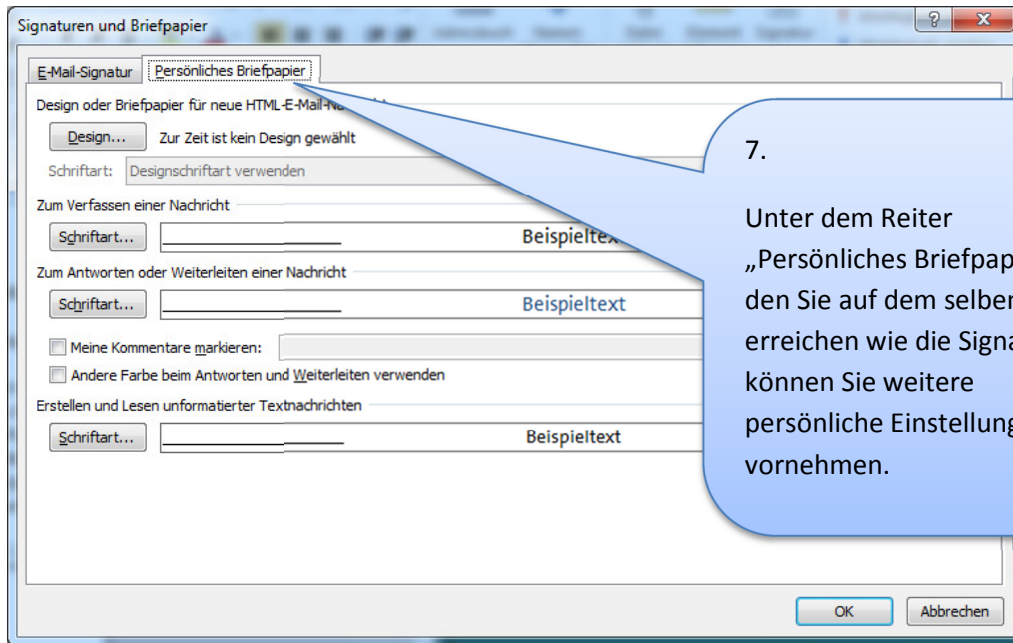 Signaturen und Briefpapier
E-Mail-Signatur Persönliches Briefpapier
Design oder Briefpapier für neue HTML-E-Mail-
Design... Zur Zeit ist kein Design gewählt
Schriftart: Designschriftart verwenden
Zum Verfassen einer Nachricht
Schriftart... Beispieltex
Zum Antworten oder Weiterleiten einer Nachricht
Schriftart... Beispieltext
Meine Kommentare markieren:
Andere Farbe beim Antworten und Weiterleiten verwenden
Erstellen und Lesen unformatierter Textnachrichten
Schriftart... Beispieltext
OK Abbrechen
7.
Unter dem Reiter
„Persönliches Briefpap
den Sie auf dem selben
erreichen wie die Signa
können Sie weitere
persönliche Einstellung
vornehmen.